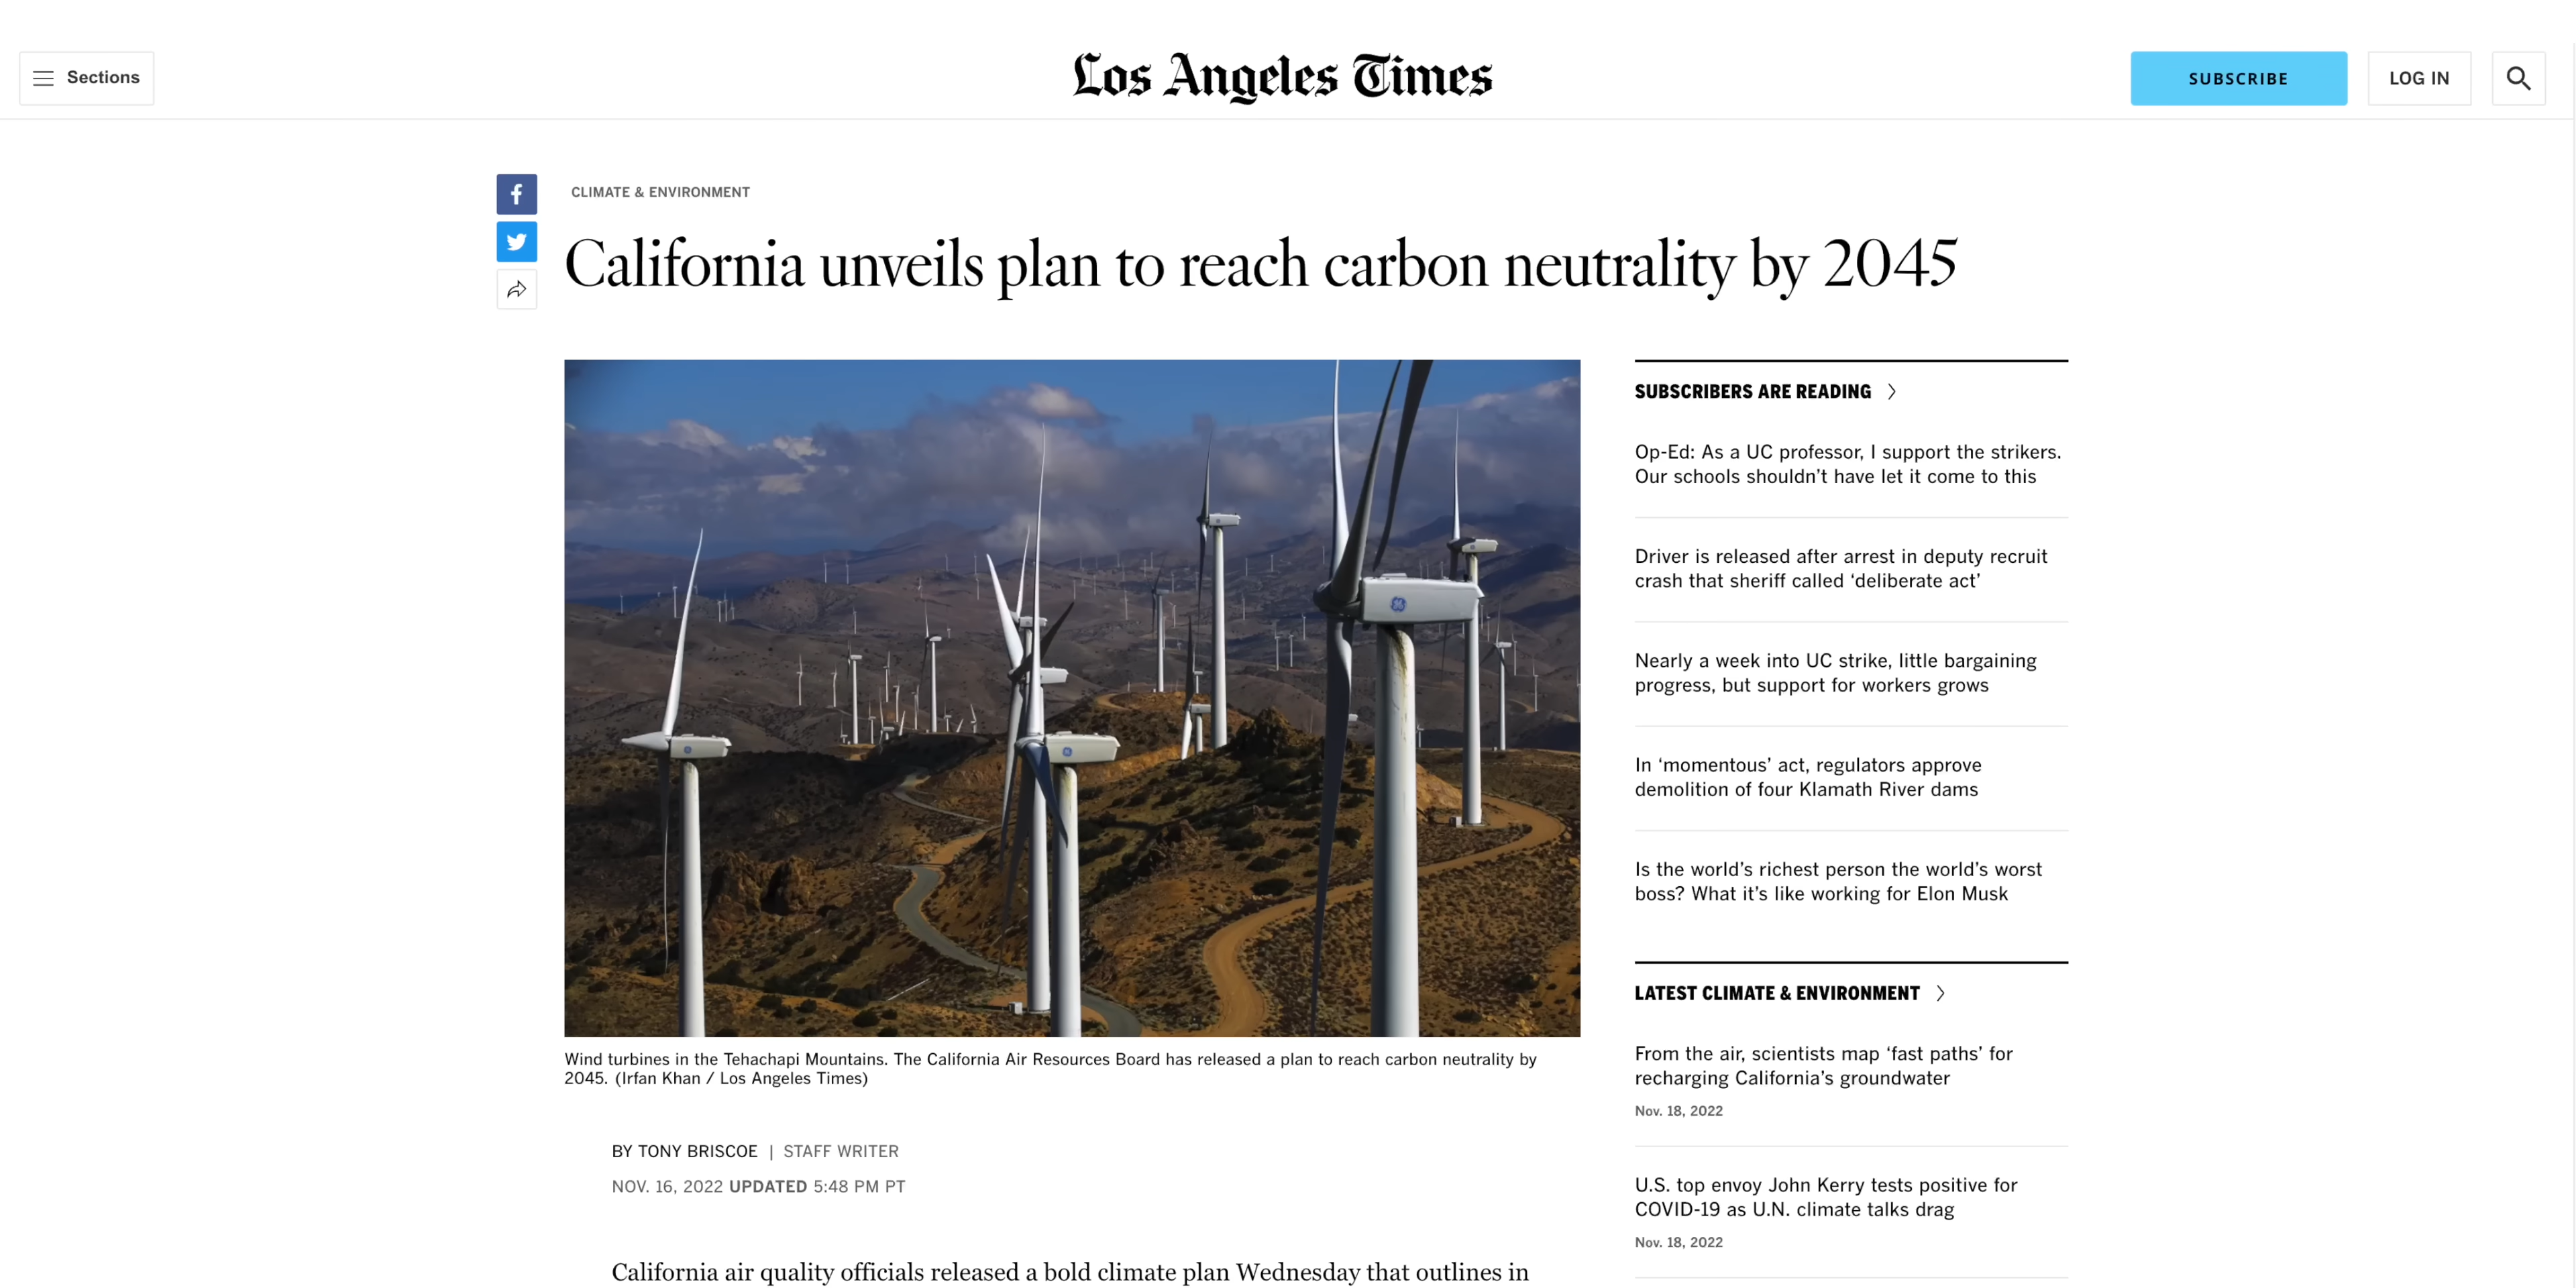 Sections
Los Angeles Times
SUBSCRIBE
LOG IN
CLIMATE & ENVIRONMENT
California unveils plan to reach carbon neutrality by 2045
Wind turbines in the Tehachapi Mountains. The California Air Resources Board has released a plan to reach carbon neutrality by
2045. (Irfan Khan / Los Angeles Times)
BY TONY BRISCOE | STAFF WRITER
NOV. 16, 2022 UPDATED 5:48 PM PT
California air quality officials released a bold climate plan Wednesday that outlines in
SUBSCRIBERS ARE READING
Op-Ed: As a UC professor, I support the strikers.
Our schools shouldn’t have let it come to this
Driver is released after arrest in deputy recruit
crash that sheriff called ‘deliberate act’
Nearly a week into UC strike, little bargaining
progress, but support for workers grows
In ‘momentous’ act, regulators approve
demolition of four Klamath River dams
Is the world’s richest person the world’s worst
boss? What it’s like working for Elon Musk
LATEST CLIMATE & ENVIRONMENT
From the air, scientists map ‘fast paths’ for
recharging California’s groundwater
Nov. 18, 2022
U.S. top envoy John Kerry tests positive for
COVID-19 as U.N. climate talks drag
Nov. 18, 2022